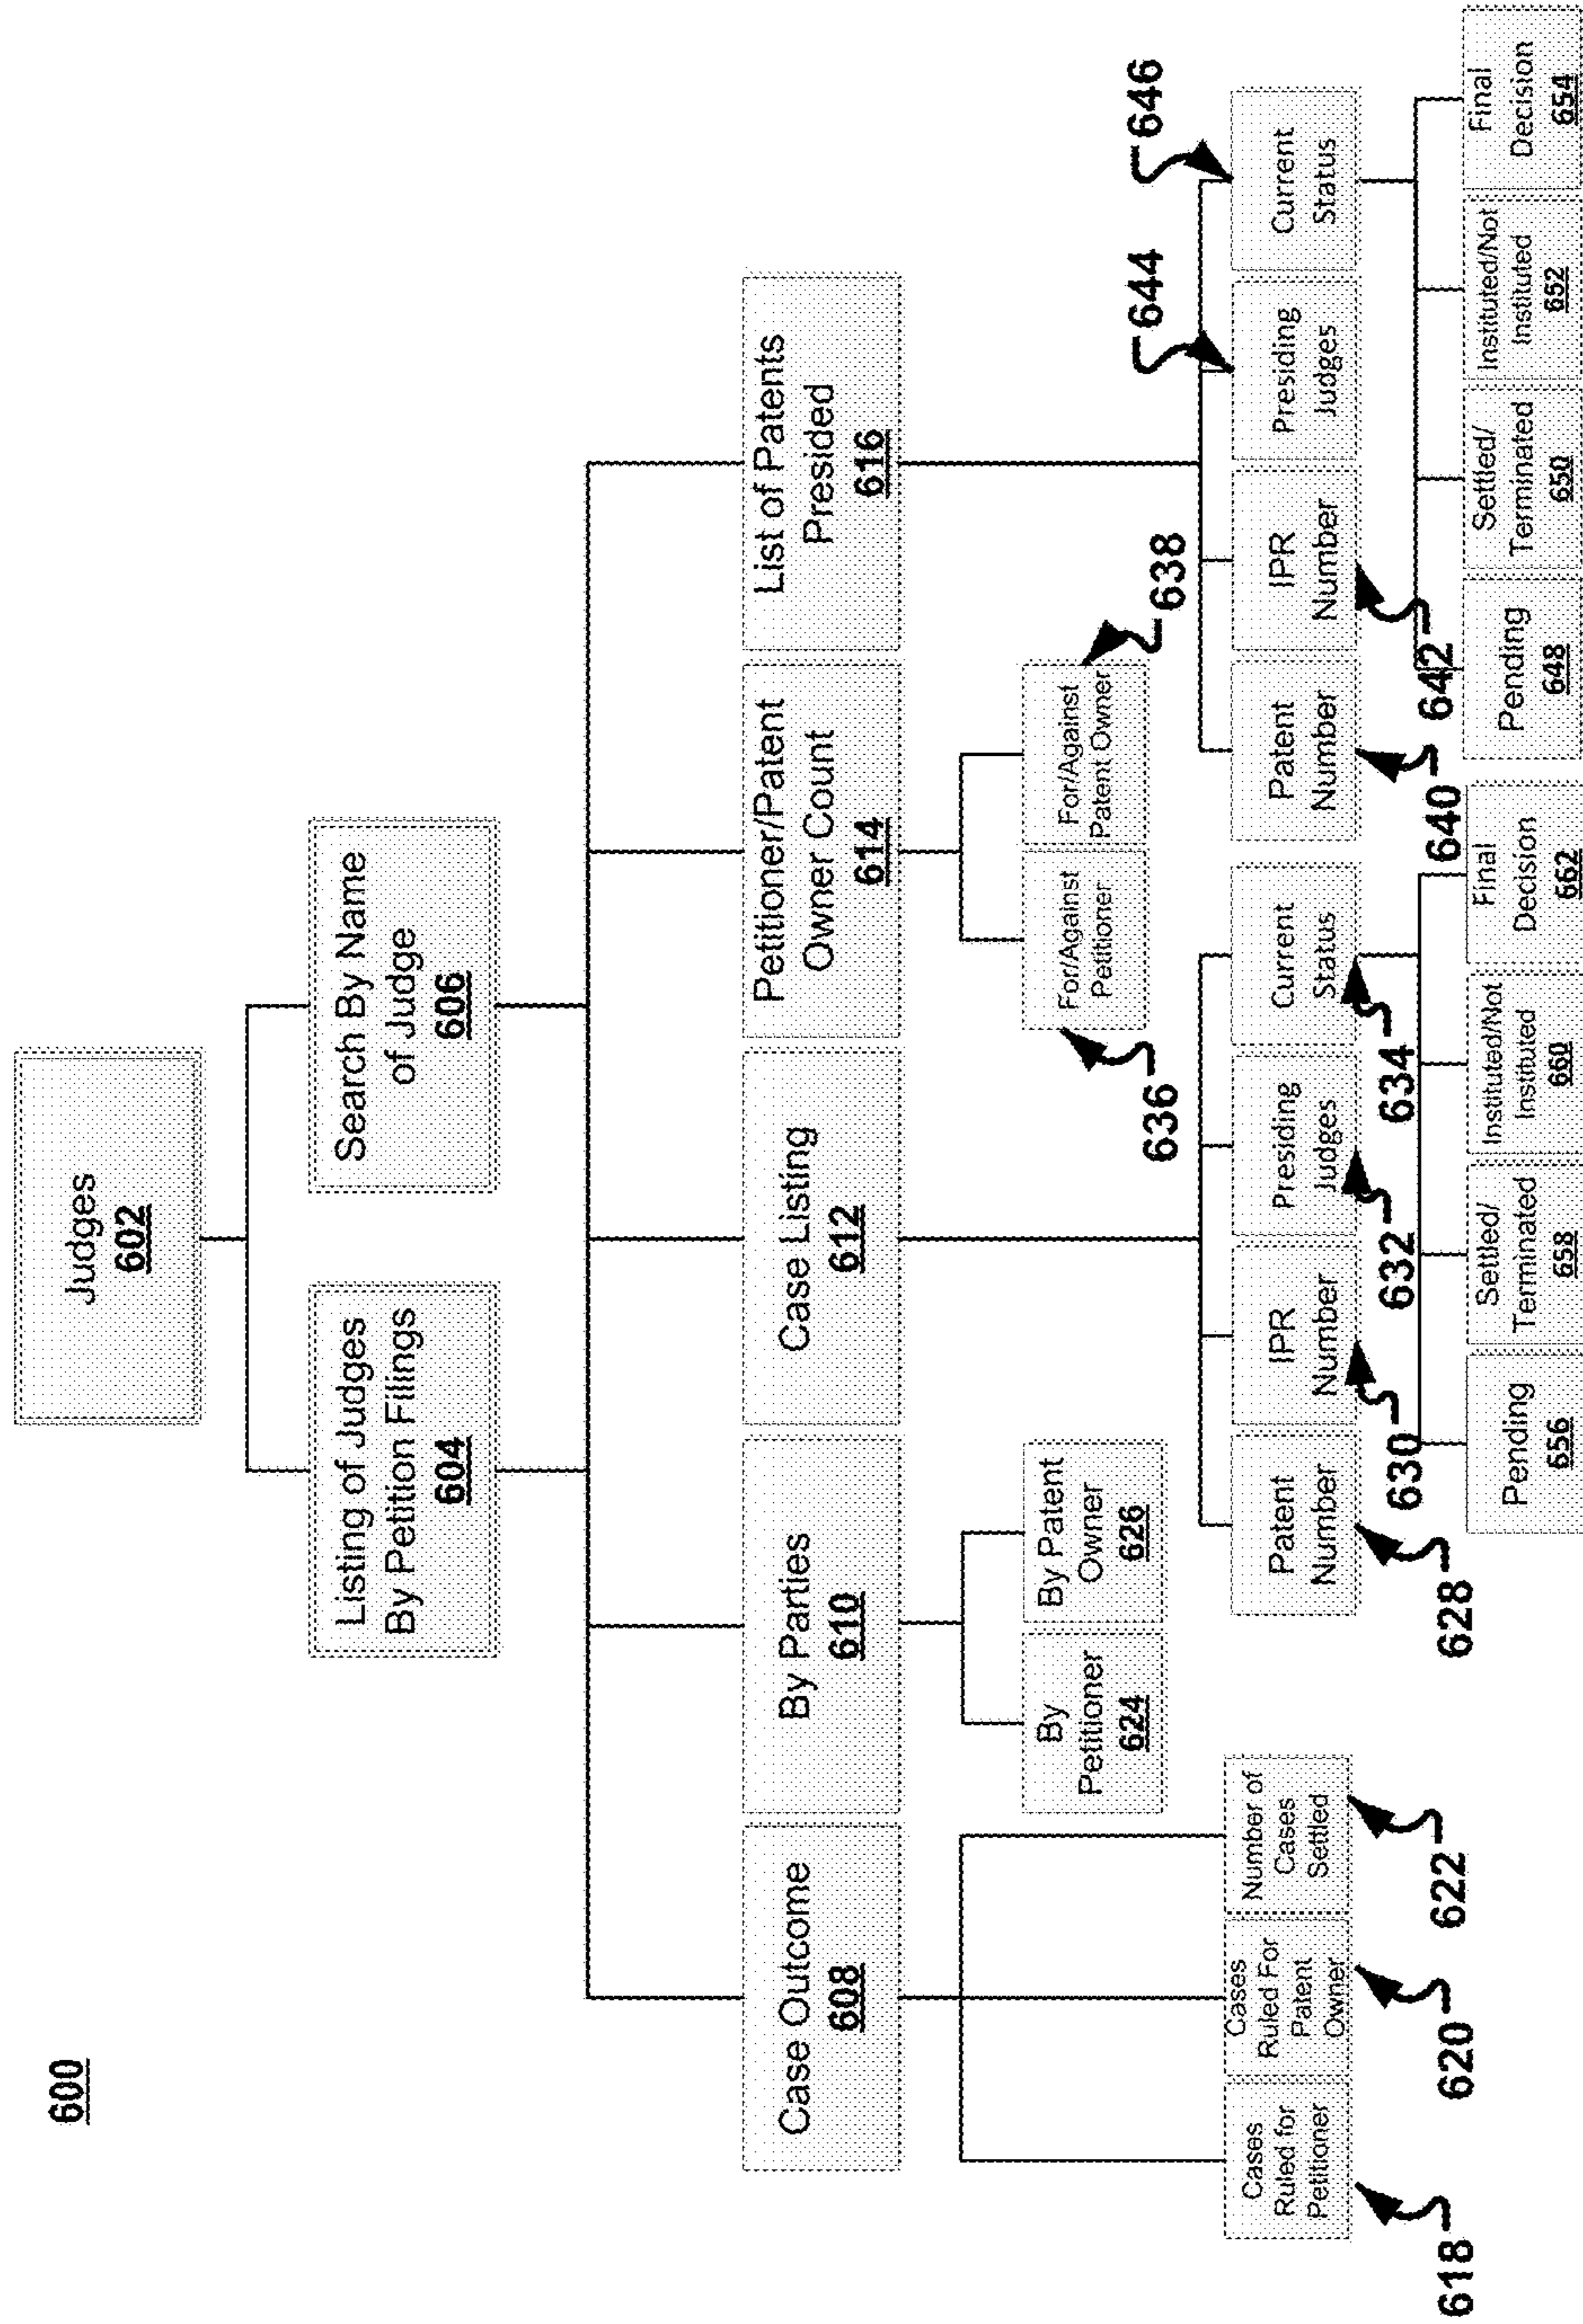 600
Judges
602
Listing of Judges
By Petition Filings
604
Search By Name
of Judge
606
Case Outcome
608
By Parties
610
Case Listing
612
Petitioner/Patent
Owner Count
614
List of Patents
Presided
616
By
Petitioner
624
By Patent
Owner
626
For/Against
Petitioner
636
For/Against
Patent Owner
638
Cases
Ruled for
Petitioner
618
Cases
Ruled For
Patent
Owner
620
Number of
Cases
Settled
622
Patent
Number
628
IPR
Number
630
Presiding
Judges
632
Current
Status
634
Patent
Number
640
IPR
Number
642
Presiding
Judges
644
Current
Status
646
Pending
656
Settled/
Terminated
658
Instituted/Not
Instituted
660
Final
Decision
662
Pending
648
Settled/
Terminated
650
Instituted/Not
Instituted
652
Final
Decision
654